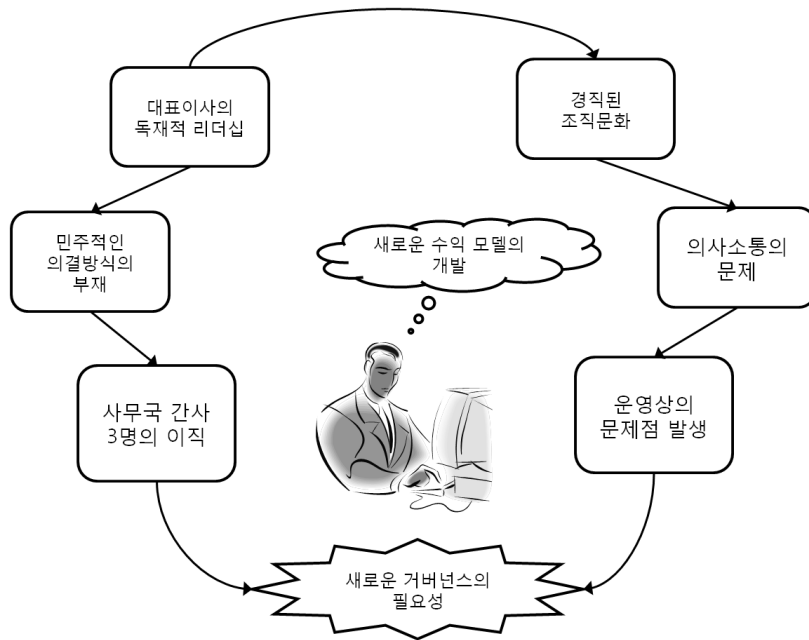 대표이사의
독재적 리더십
경직된
조직문화
민주적인
의결방식의
부재
새로운 수익 모델의
개발
의사소통의
문제
사무국 간사
3명의 이직
운영상의
문제점 발생
새로운 거버넌스의
필요성